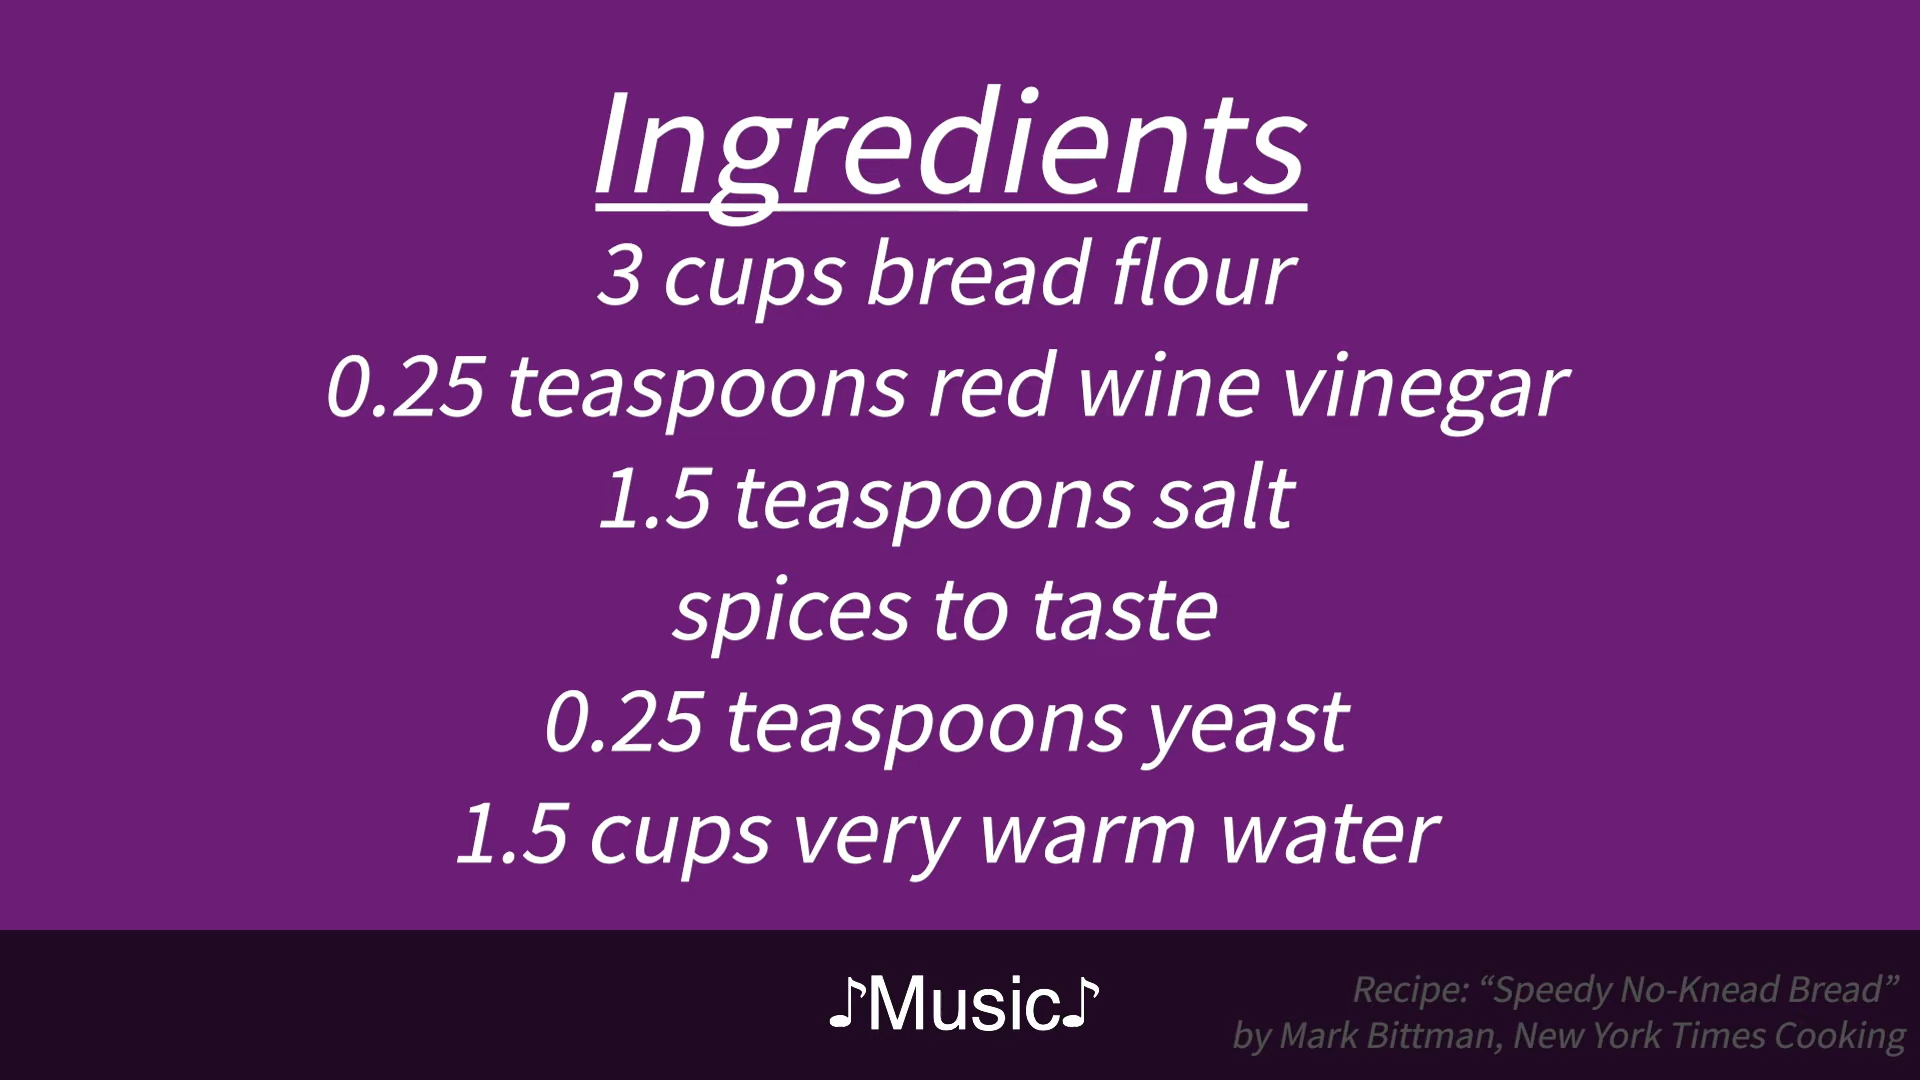 Ingredients
3 cups bread flour
0.25 teaspoons red wine vinegar
1.5 teaspoons salt
spices to taste
0.25 teaspoons yeast
1.5 cups very warm water
♪Music♪
Recipe: “Speedy No-Knead Bread”
by Mark Bittman, New York Times Cooking